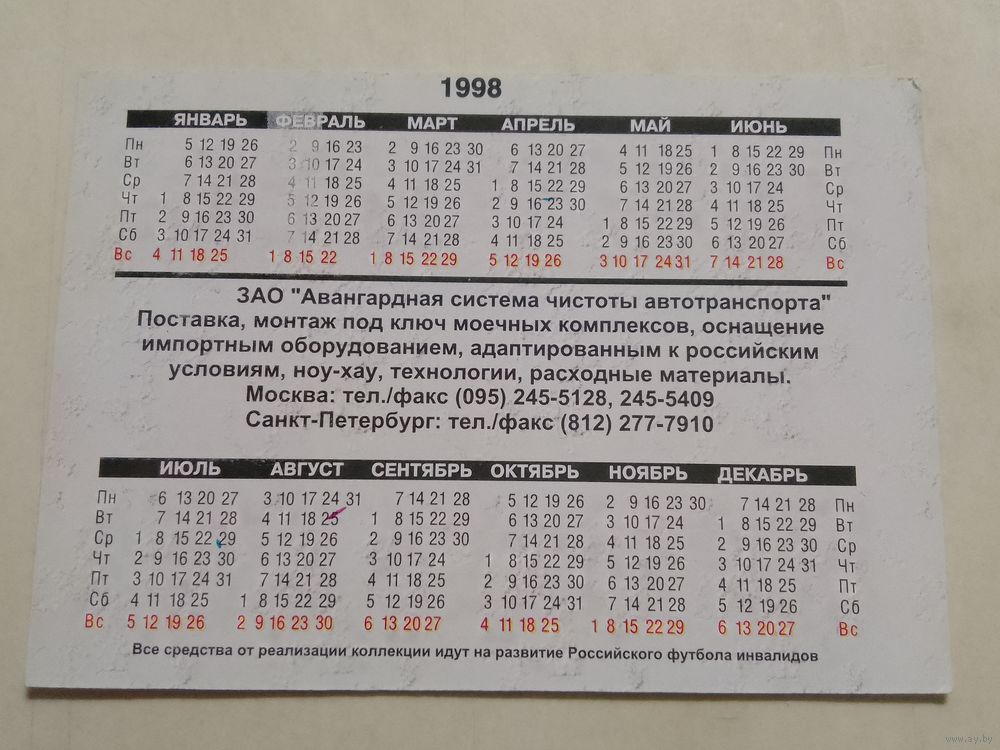 1998
ЯНВАРЬ ФЕВРАЛЬ МАРТ АПРЕЛЬ МАЙ ИЮНЬ
Пн 5 12 19 26 2 9 16 23 2 9 16 23 30 6 13 20 27 4 11 18 25 1 8 15 22 29 Пн
Вт 6 13 20 27 3 10 17 24 3 10 17 24 31 7 14 21 28 5 12 19 26 2 9 16 23 30 Вт
Ср 7 14 21 28 4 11 18 25 4 11 18 25 1 8 15 22 29 6 13 20 27 3 10 17 24 Ср
Чт 1 8 15 22 29 5 12 19 26 5 12 19 26 2 9 16 23 30 7 14 21 28 4 11 18 25 Чт
Пт 2 9 16 23 30 6 13 20 27 6 13 20 27 3 10 17 24 1 8 15 22 29 5 12 19 26 Пт
Сб 3 10 17 24 31 7 14 21 28 7 14 21 28 4 11 18 25 2 9 16 23 30 6 13 20 27 Сб
Вс 4 11 18 25 1 8 15 22 1 8 15 22 29 5 12 19 26 3 10 17 24 31 7 14 21 28 Вс
ЗАО "Авангардная система чистоты автотранспорта"
Поставка, монтаж под ключ моечных комплексов, оснащение
импортным оборудованием, адаптированным к российским
условиям, ноу-хау, технологии, расходные материалы.
Москва: тел./факс (095) 245-5128, 245-5409
Санкт-Петербург: тел./факс (812) 277-7910
ИЮЛЬ АВГУСТ СЕНТЯБРЬ ОКТЯБРЬ НОЯБРЬ ДЕКАБРЬ
Пн 6 13 20 27 3 10 17 24 31 7 14 21 28 5 12 19 26 2 9 16 23 30 7 14 21 28 Пн
Вт 7 14 21 28 4 11 18 25 1 8 15 22 29 6 13 20 27 3 10 17 24 1 8 15 22 29 Вт
Ср 1 8 15 22 29 5 12 19 26 2 9 16 23 30 7 14 21 28 4 11 18 25 2 9 16 23 30 Ср
Чт 2 9 16 23 30 6 13 20 27 3 10 17 24 1 8 15 22 29 5 12 19 26 3 10 17 24 31 Чт
Пт 3 10 17 24 31 7 14 21 28 4 11 18 25 2 9 16 23 30 6 13 20 27 4 11 18 25 Пт
Сб 4 11 18 25 1 8 15 22 29 5 12 19 26 3 10 17 24 31 7 14 21 28 5 12 19 26 Сб
Вс 5 12 19 26 2 9 16 23 30 6 13 20 27 4 11 18 25 1 8 15 22 29 6 13 20 27 Вс
Все средства от реализации коллекции идут на развитие Российского футбола инвалидов
www.ay.by